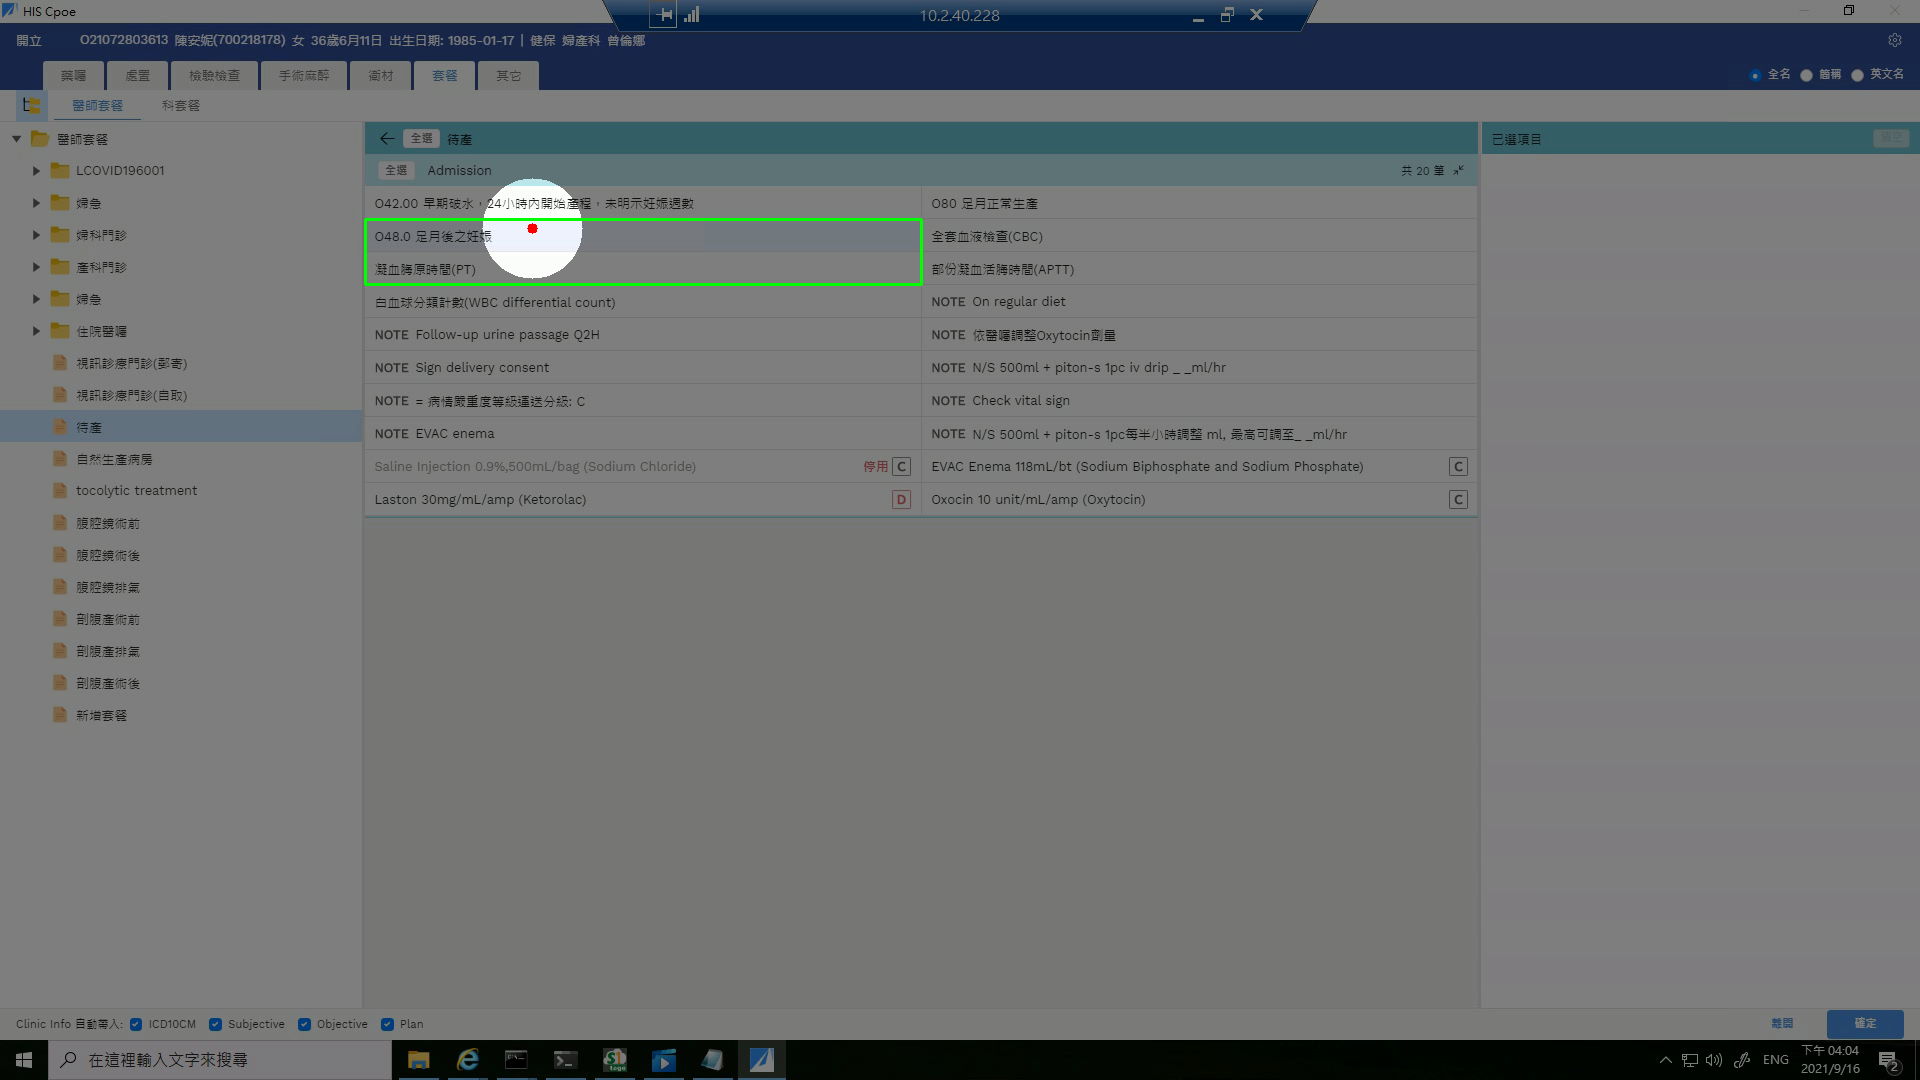 HIS Cpoe
10.2.40.228
開立 O21072803613 陳安妮(700218178) 女 36歲6月11日 出生日期: 1985-01-17 | 健保 婦產科 曾倫娜
藥囑 處置 檢驗檢查 手術麻醉 衛材 套餐 其它
全名 簡稱 英文名
醫師套餐 科套餐
醫師套餐
LCOVID196001
婦急
婦科門診
產科門診
婦急
住院醫囑
視訊診療門診(郵寄)
視訊診療門診(自取)
待產
自然生產病房
tocolytic treatment
腹腔鏡術前
腹腔鏡術後
腹腔鏡排氣
剖腹產術前
剖腹產排氣
剖腹產術後
新增套餐
全選 待產
全選 Admission 共 20 筆
O42.00 早期破水，24小時內開始產程，未明示妊娠週數
O80 足月正常生產
O48.0 足月後之妊娠
全套血液檢查(CBC)
凝血酶原時間(PT)
部份凝血活酶時間(APTT)
白血球分類計數(WBC differential count)
NOTE On regular diet
NOTE Follow-up urine passage Q2H
NOTE 依醫囑調整Oxytocin劑量
NOTE Sign delivery consent
NOTE N/S 500ml + piton-s 1pc iv drip _ _ml/hr
NOTE = 病情嚴重度等級運送分級: C
NOTE Check vital sign
NOTE EVAC enema
NOTE N/S 500ml + piton-s 1pc每半小時調整 ml, 最高可調至_ _ml/hr
Saline Injection 0.9%,500mL/bag (Sodium Chloride) 停用 C
EVAC Enema 118mL/bt (Sodium Biphosphate and Sodium Phosphate) C
Laston 30mg/mL/amp (Ketorolac) D
Oxocin 10 unit/mL/amp (Oxytocin) C
已選項目
Clinic Info 自動帶入: ICD10CM Subjective Objective Plan
離開 確定
在這裡輸入文字來搜尋
ENG
下午 04:04
2021/9/16
2